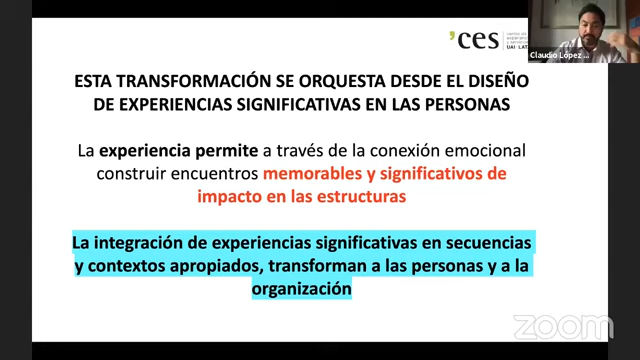 'ces
UAI
Claudio López ...
ESTA TRANSFORMACIÓN SE ORQUESTA DESDE EL DISEÑO
DE EXPERIENCIAS SIGNIFICATIVAS EN LAS PERSONAS
La experiencia permite a través de la conexión emocional
construir encuentros memorables y significativos de
impacto en las estructuras
La integración de experiencias significativas en secuencias
y contextos apropiados, transforman a las personas y a la
organización
zoom